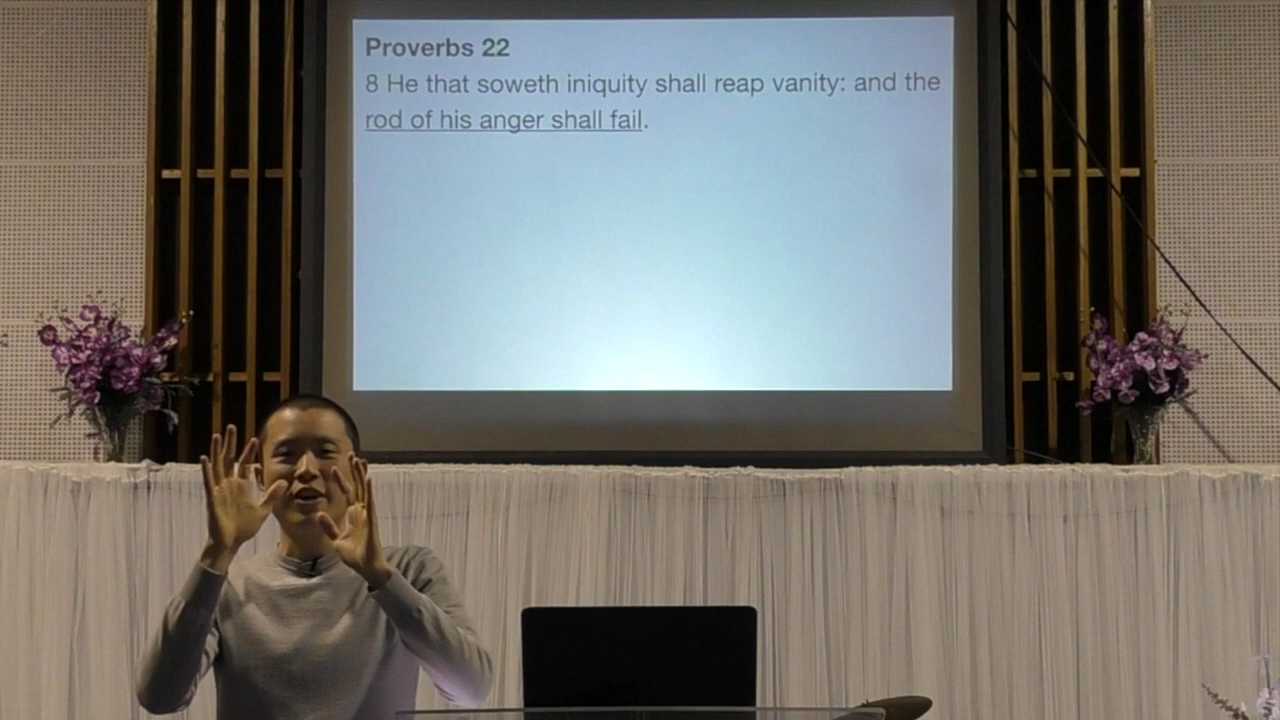 Proverbs 22
8 He that soweth iniquity shall reap vanity: and the
rod of his anger shall fail.